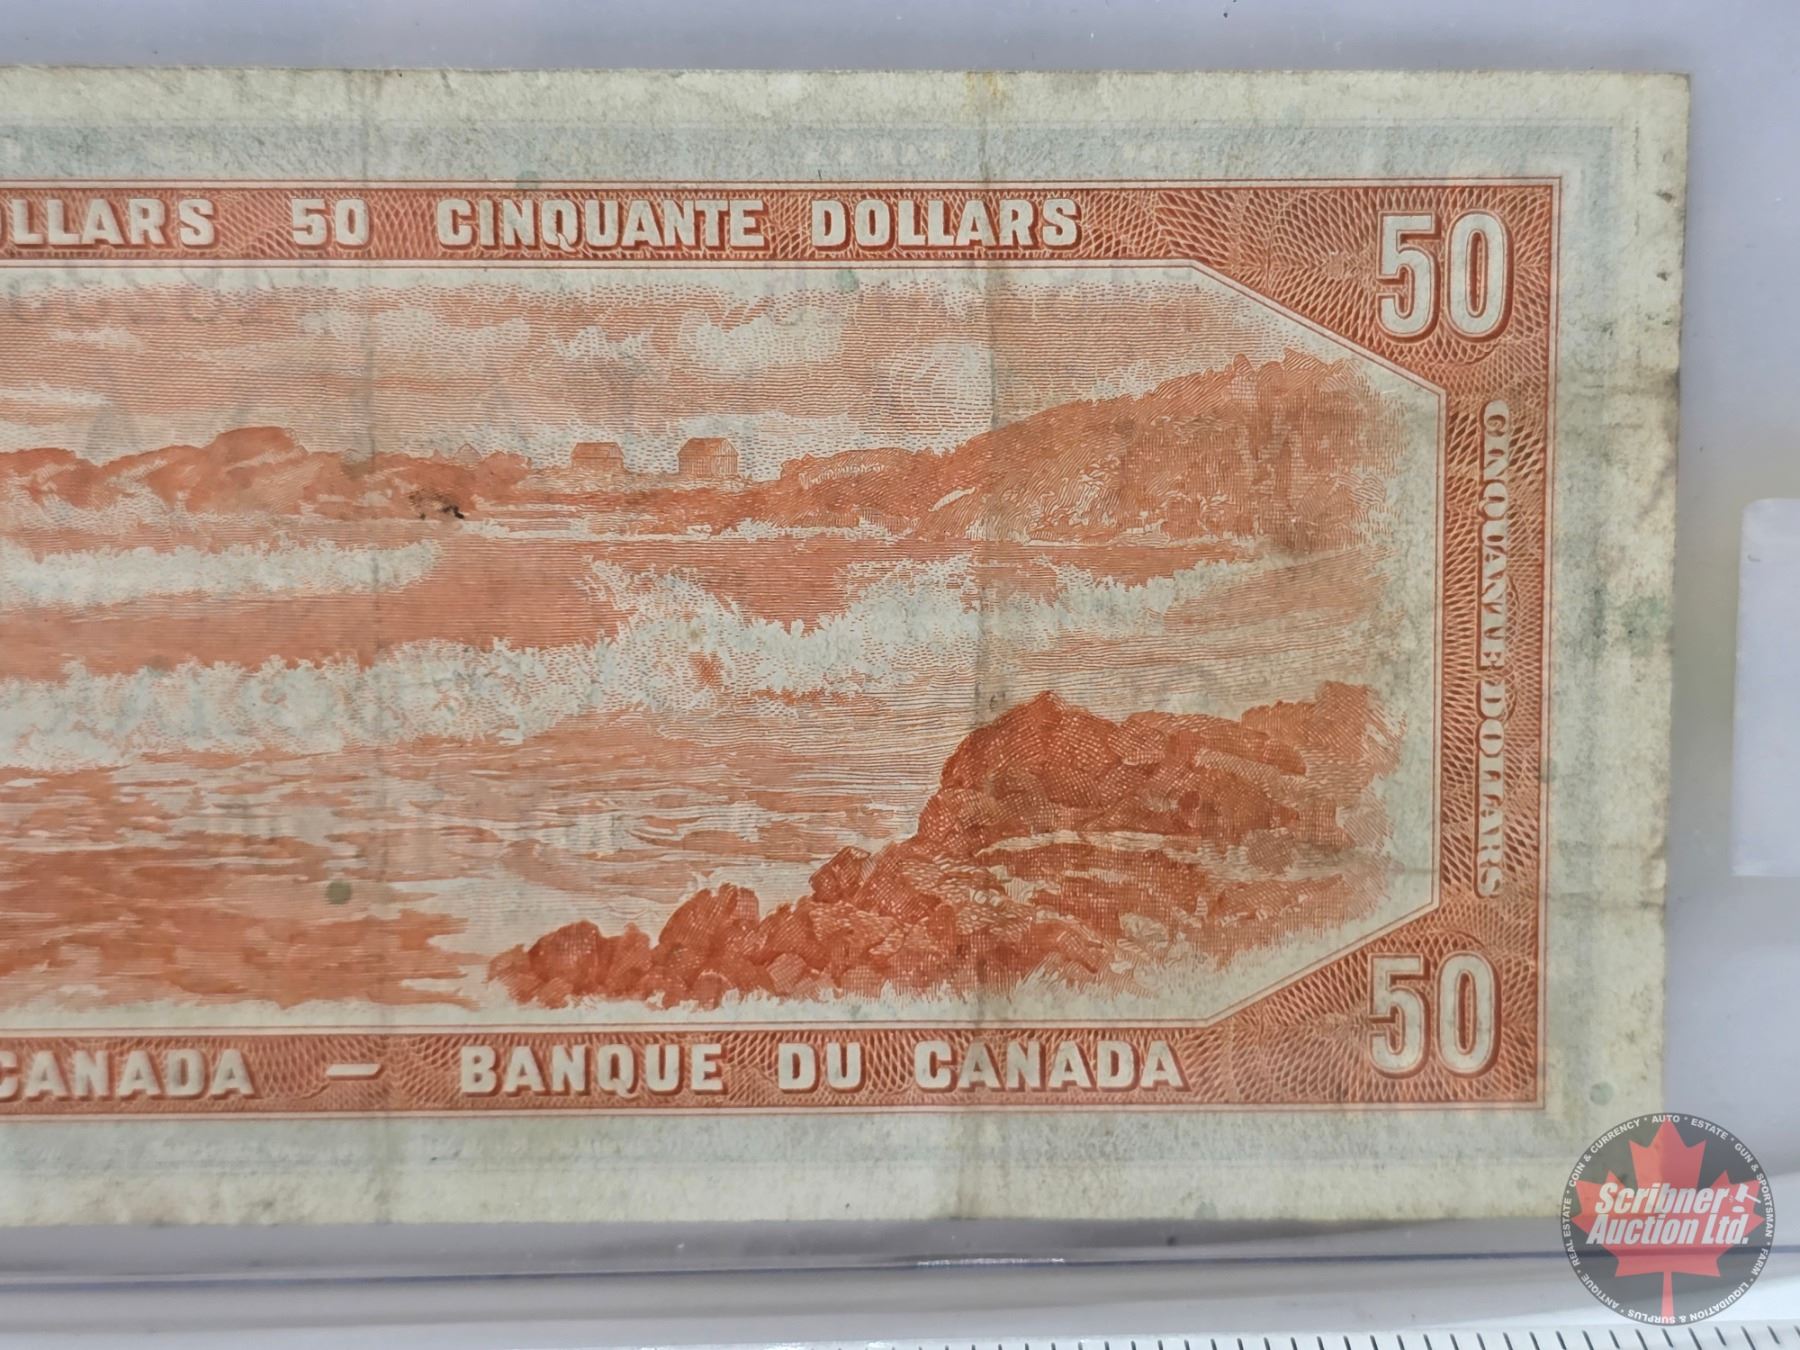 OLLARS 50 CINQUANTE DOLLARS
50
CINQUANTE DOLLARS
50
CANADA — BANQUE DU CANADA
Scribner
Auction Ltd.
REAL ESTATE · COIN & CURRENCY · AUTO · ESTATE · GUN & SPORTSMAN · FARM · LIQUIDATION & SURPLUS · ANTIQUE